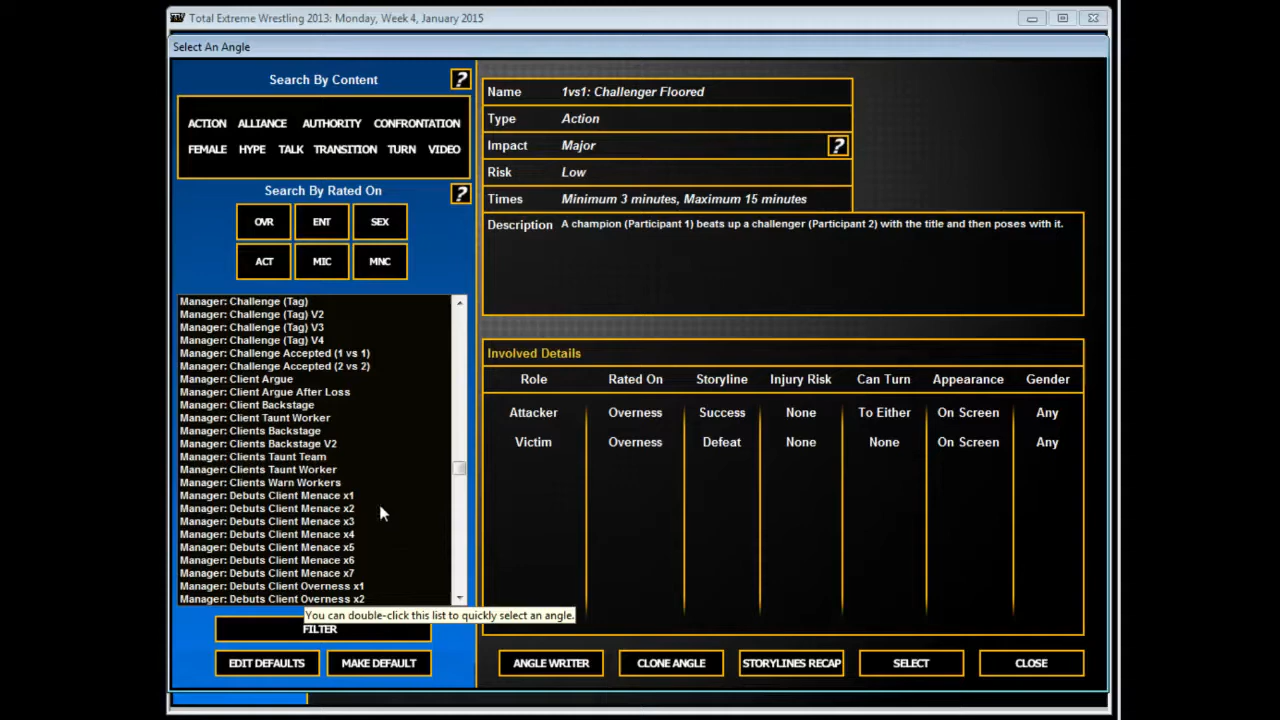 TEW Total Extreme Wrestling 2013: Monday, Week 4, January 2015
Select An Angle
Search By Content ?
ACTION ALLIANCE AUTHORITY CONFRONTATION
FEMALE HYPE TALK TRANSITION TURN VIDEO
Search By Rated On ?
OVR ENT SEX
ACT MIC MNC
Manager: Challenge (Tag)
Manager: Challenge (Tag) V2
Manager: Challenge (Tag) V3
Manager: Challenge (Tag) V4
Manager: Challenge Accepted (1 vs 1)
Manager: Challenge Accepted (2 vs 2)
Manager: Client Argue
Manager: Client Argue After Loss
Manager: Client Backstage
Manager: Client Taunt Worker
Manager: Clients Backstage
Manager: Clients Backstage V2
Manager: Clients Taunt Team
Manager: Clients Taunt Worker
Manager: Clients Warn Workers
Manager: Debuts Client Menace x1
Manager: Debuts Client Menace x2
Manager: Debuts Client Menace x3
Manager: Debuts Client Menace x4
Manager: Debuts Client Menace x5
Manager: Debuts Client Menace x6
Manager: Debuts Client Menace x7
Manager: Debuts Client Overness x1
Manager: Debuts Client Overness x2
You can double-click this list to quickly select an angle.
FILTER
EDIT DEFAULTS MAKE DEFAULT
Name 1vs1: Challenger Floored
Type Action
Impact Major ?
Risk Low
Times Minimum 3 minutes, Maximum 15 minutes
Description A champion (Participant 1) beats up a challenger (Participant 2) with the title and then poses with it.
Involved Details
Role Rated On Storyline Injury Risk Can Turn Appearance Gender
Attacker Overness Success None To Either On Screen Any
Victim Overness Defeat None None On Screen Any
ANGLE WRITER CLONE ANGLE STORYLINES RECAP SELECT CLOSE